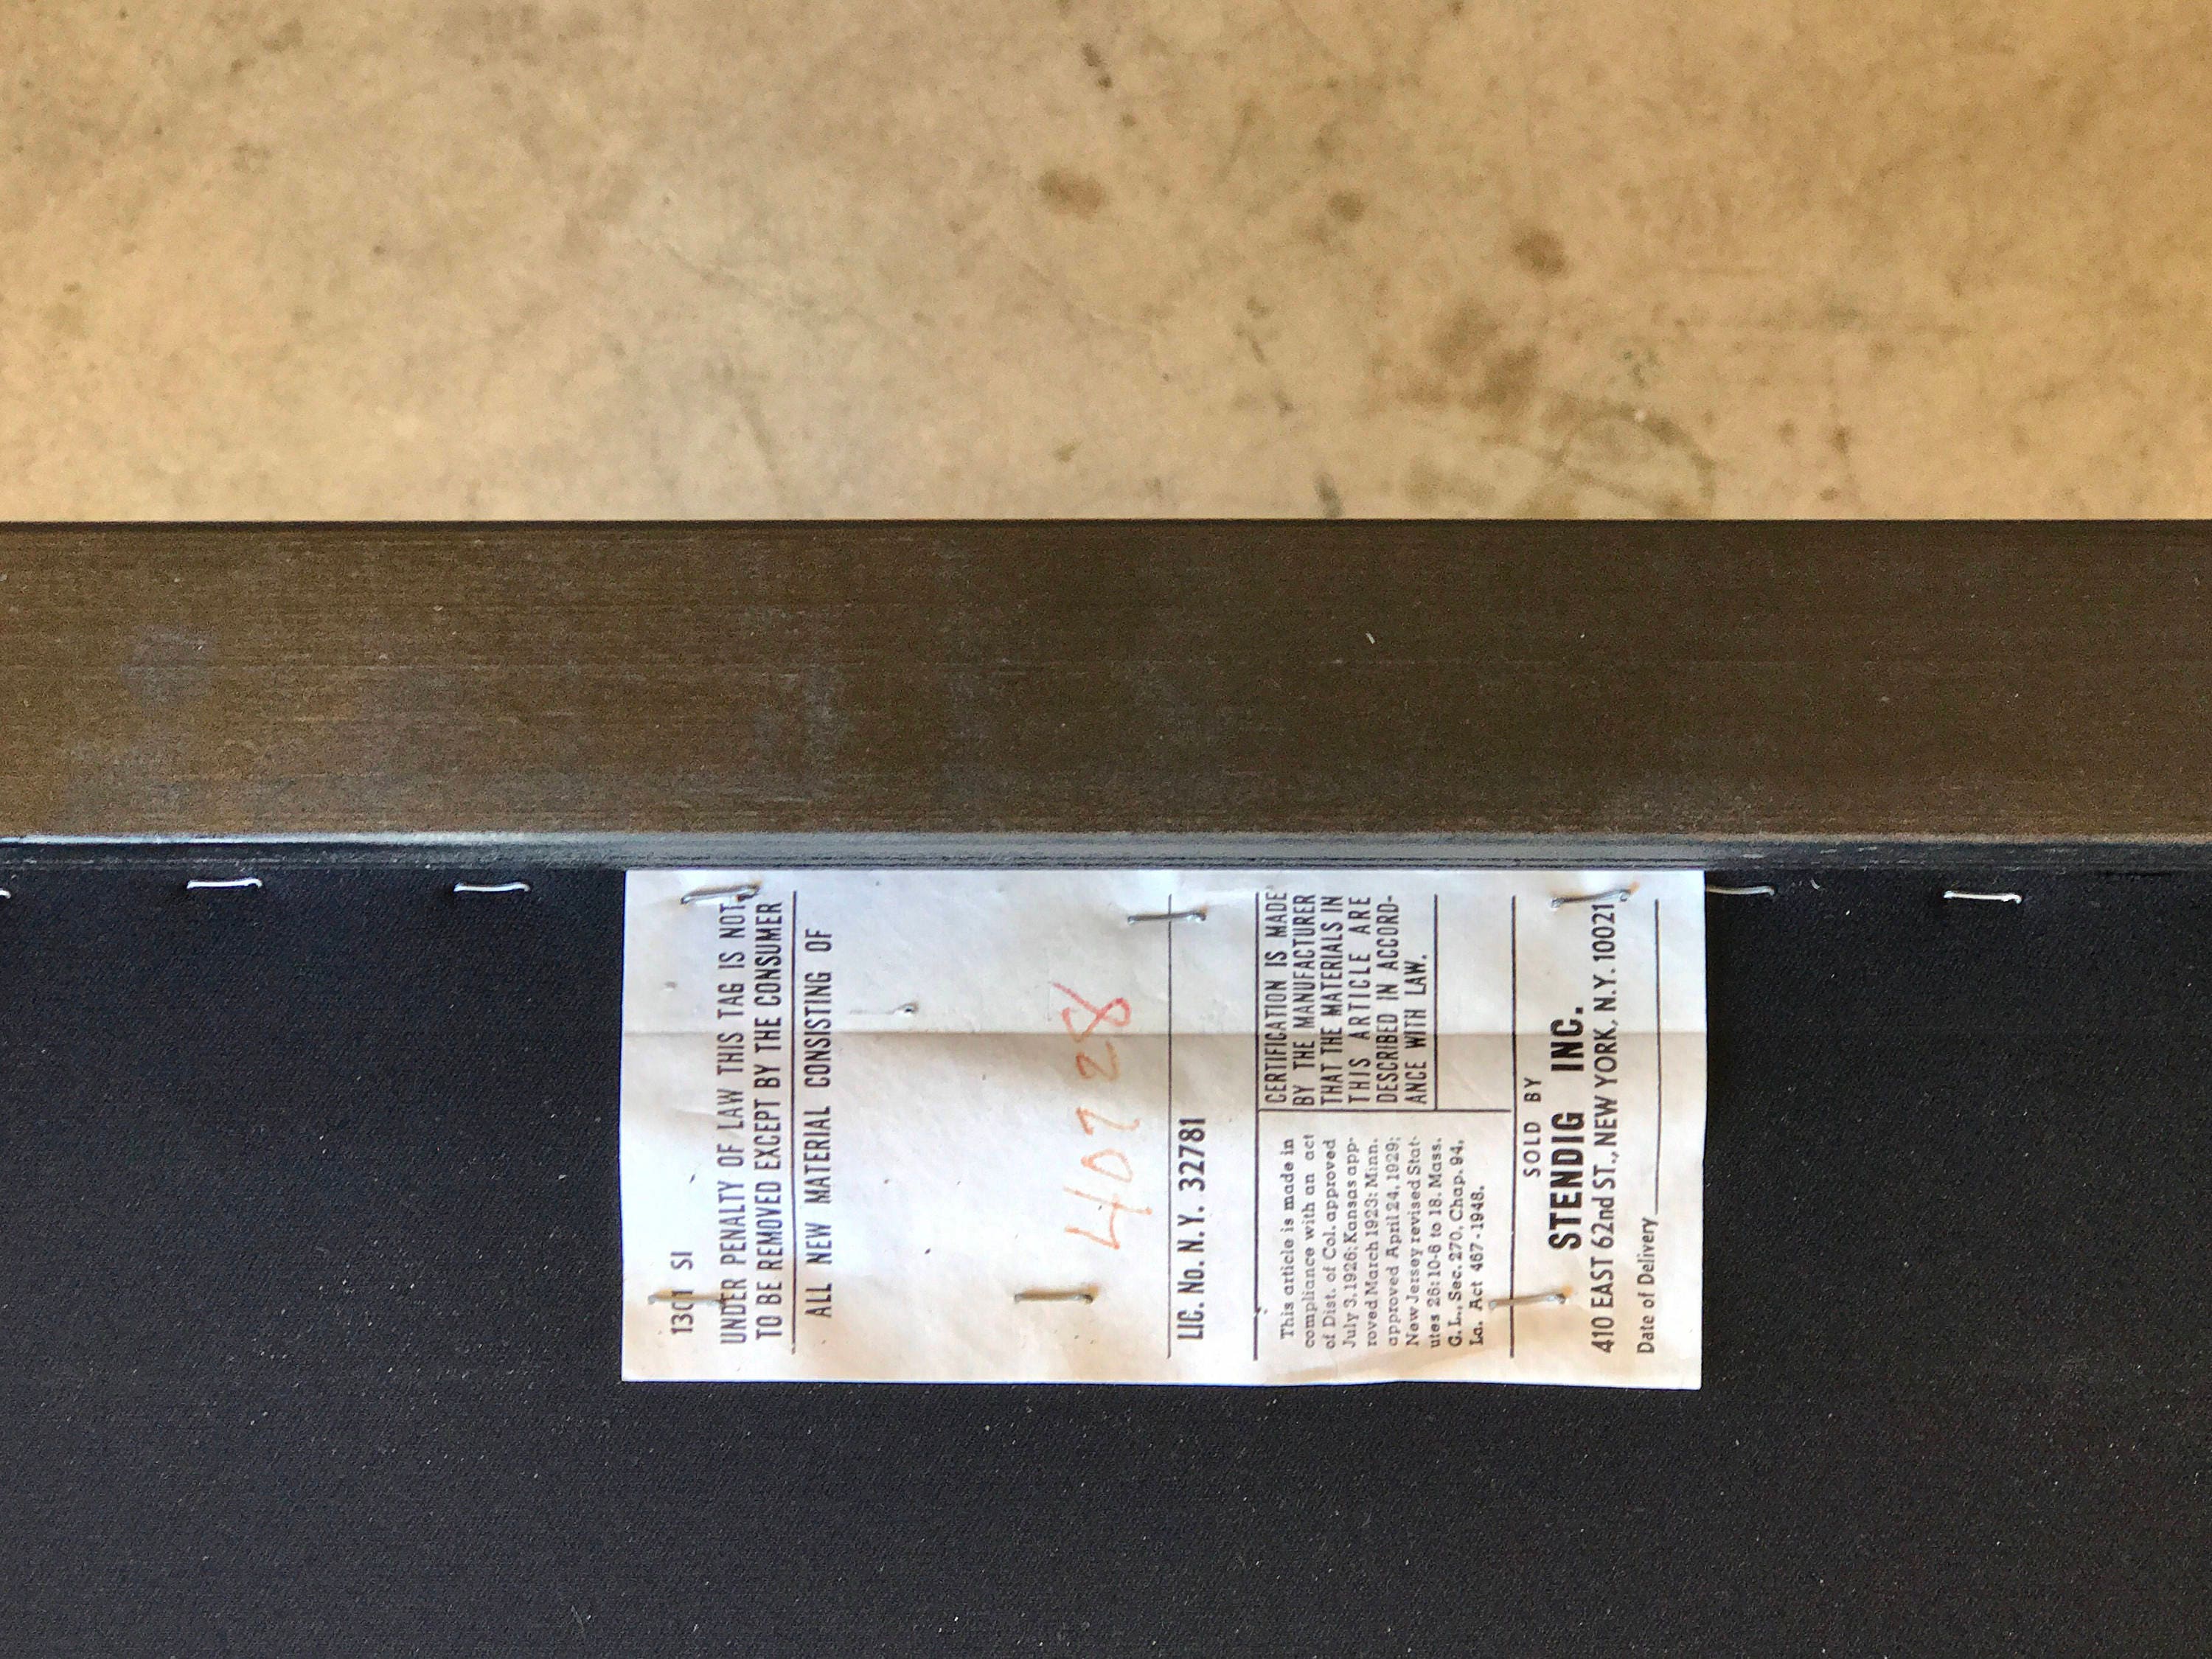 1301 SI
UNDER PENALTY OF LAW THIS TAG IS NOT
TO BE REMOVED EXCEPT BY THE CONSUMER
ALL NEW MATERIAL CONSISTING OF
40728
LIC. No. N.Y. 32781
This article is made in
compliance with an act
of Dist. of Col. approved
July 3.1926; Kansas app-
roved March 1923; Minn.
approved April 24, 1929;
New Jersey revised Stat-
utes 26:10-6 to 18. Mass.
G. L., Sec. 270, Chap. 94,
La. Act 467-1948.
CERTIFICATION IS MADE
BY THE MANUFACTURER
THAT THE MATERIALS IN
THIS ARTICLE ARE
DESCRIBED IN ACCORD-
ANCE WITH LAW.
SOLD BY
STENDIG INC.
410 EAST 62nd ST., NEW YORK, N.Y. 10021
Date of Delivery